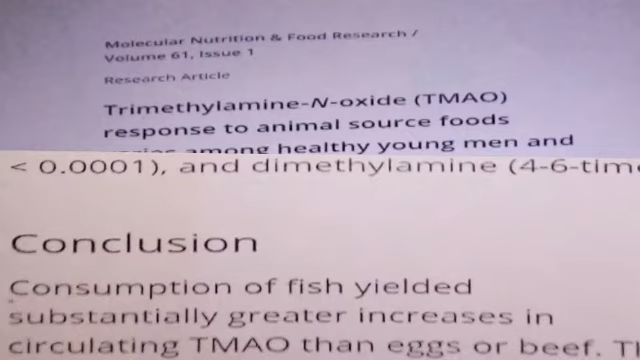 Molecular Nutrition & Food Research /
Volume 61, Issue 1
Research Article
Trimethylamine-N-oxide (TMAO)
response to animal source foods
varies among healthy young men and
< 0.0001), and dimethylamine (4-6-time
Conclusion
Consumption of fish yielded
substantially greater increases in
circulating TMAO than eggs or beef. T